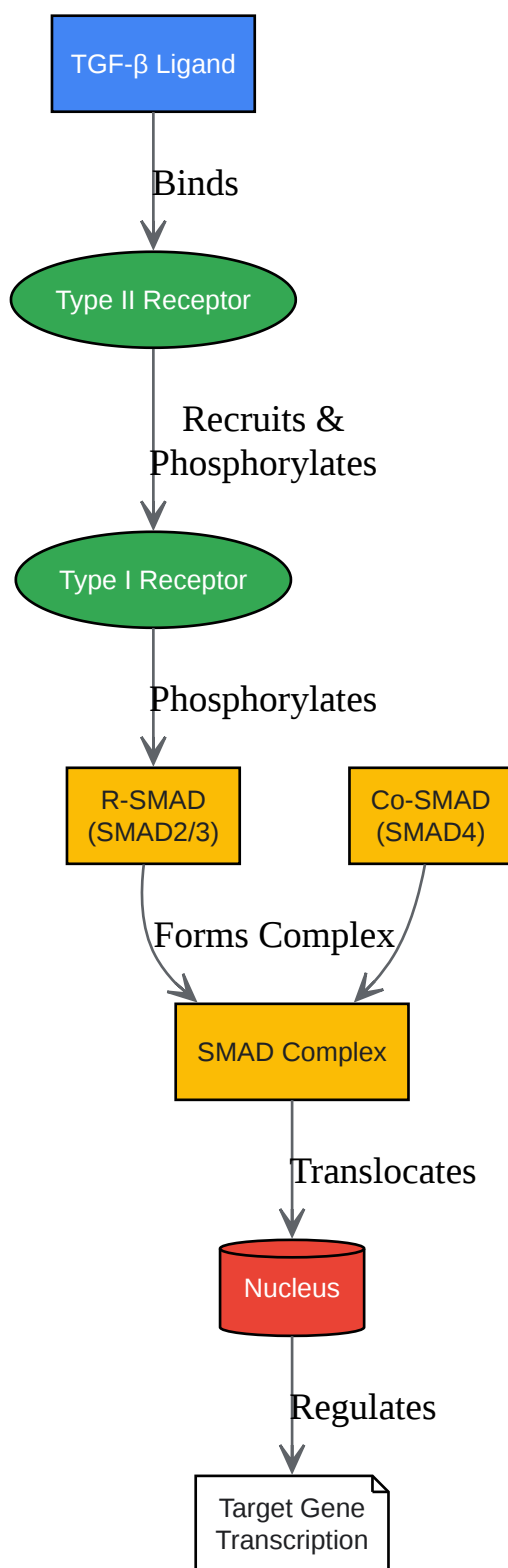 TGF-β Ligand
Binds
Type II Receptor
Recruits &
Phosphorylates
Type I Receptor
Phosphorylates
R-SMAD
(SMAD2/3)
Co-SMAD
(SMAD4)
Forms Complex
SMAD Complex
Translocates
Nucleus
Regulates
Target Gene
Transcription